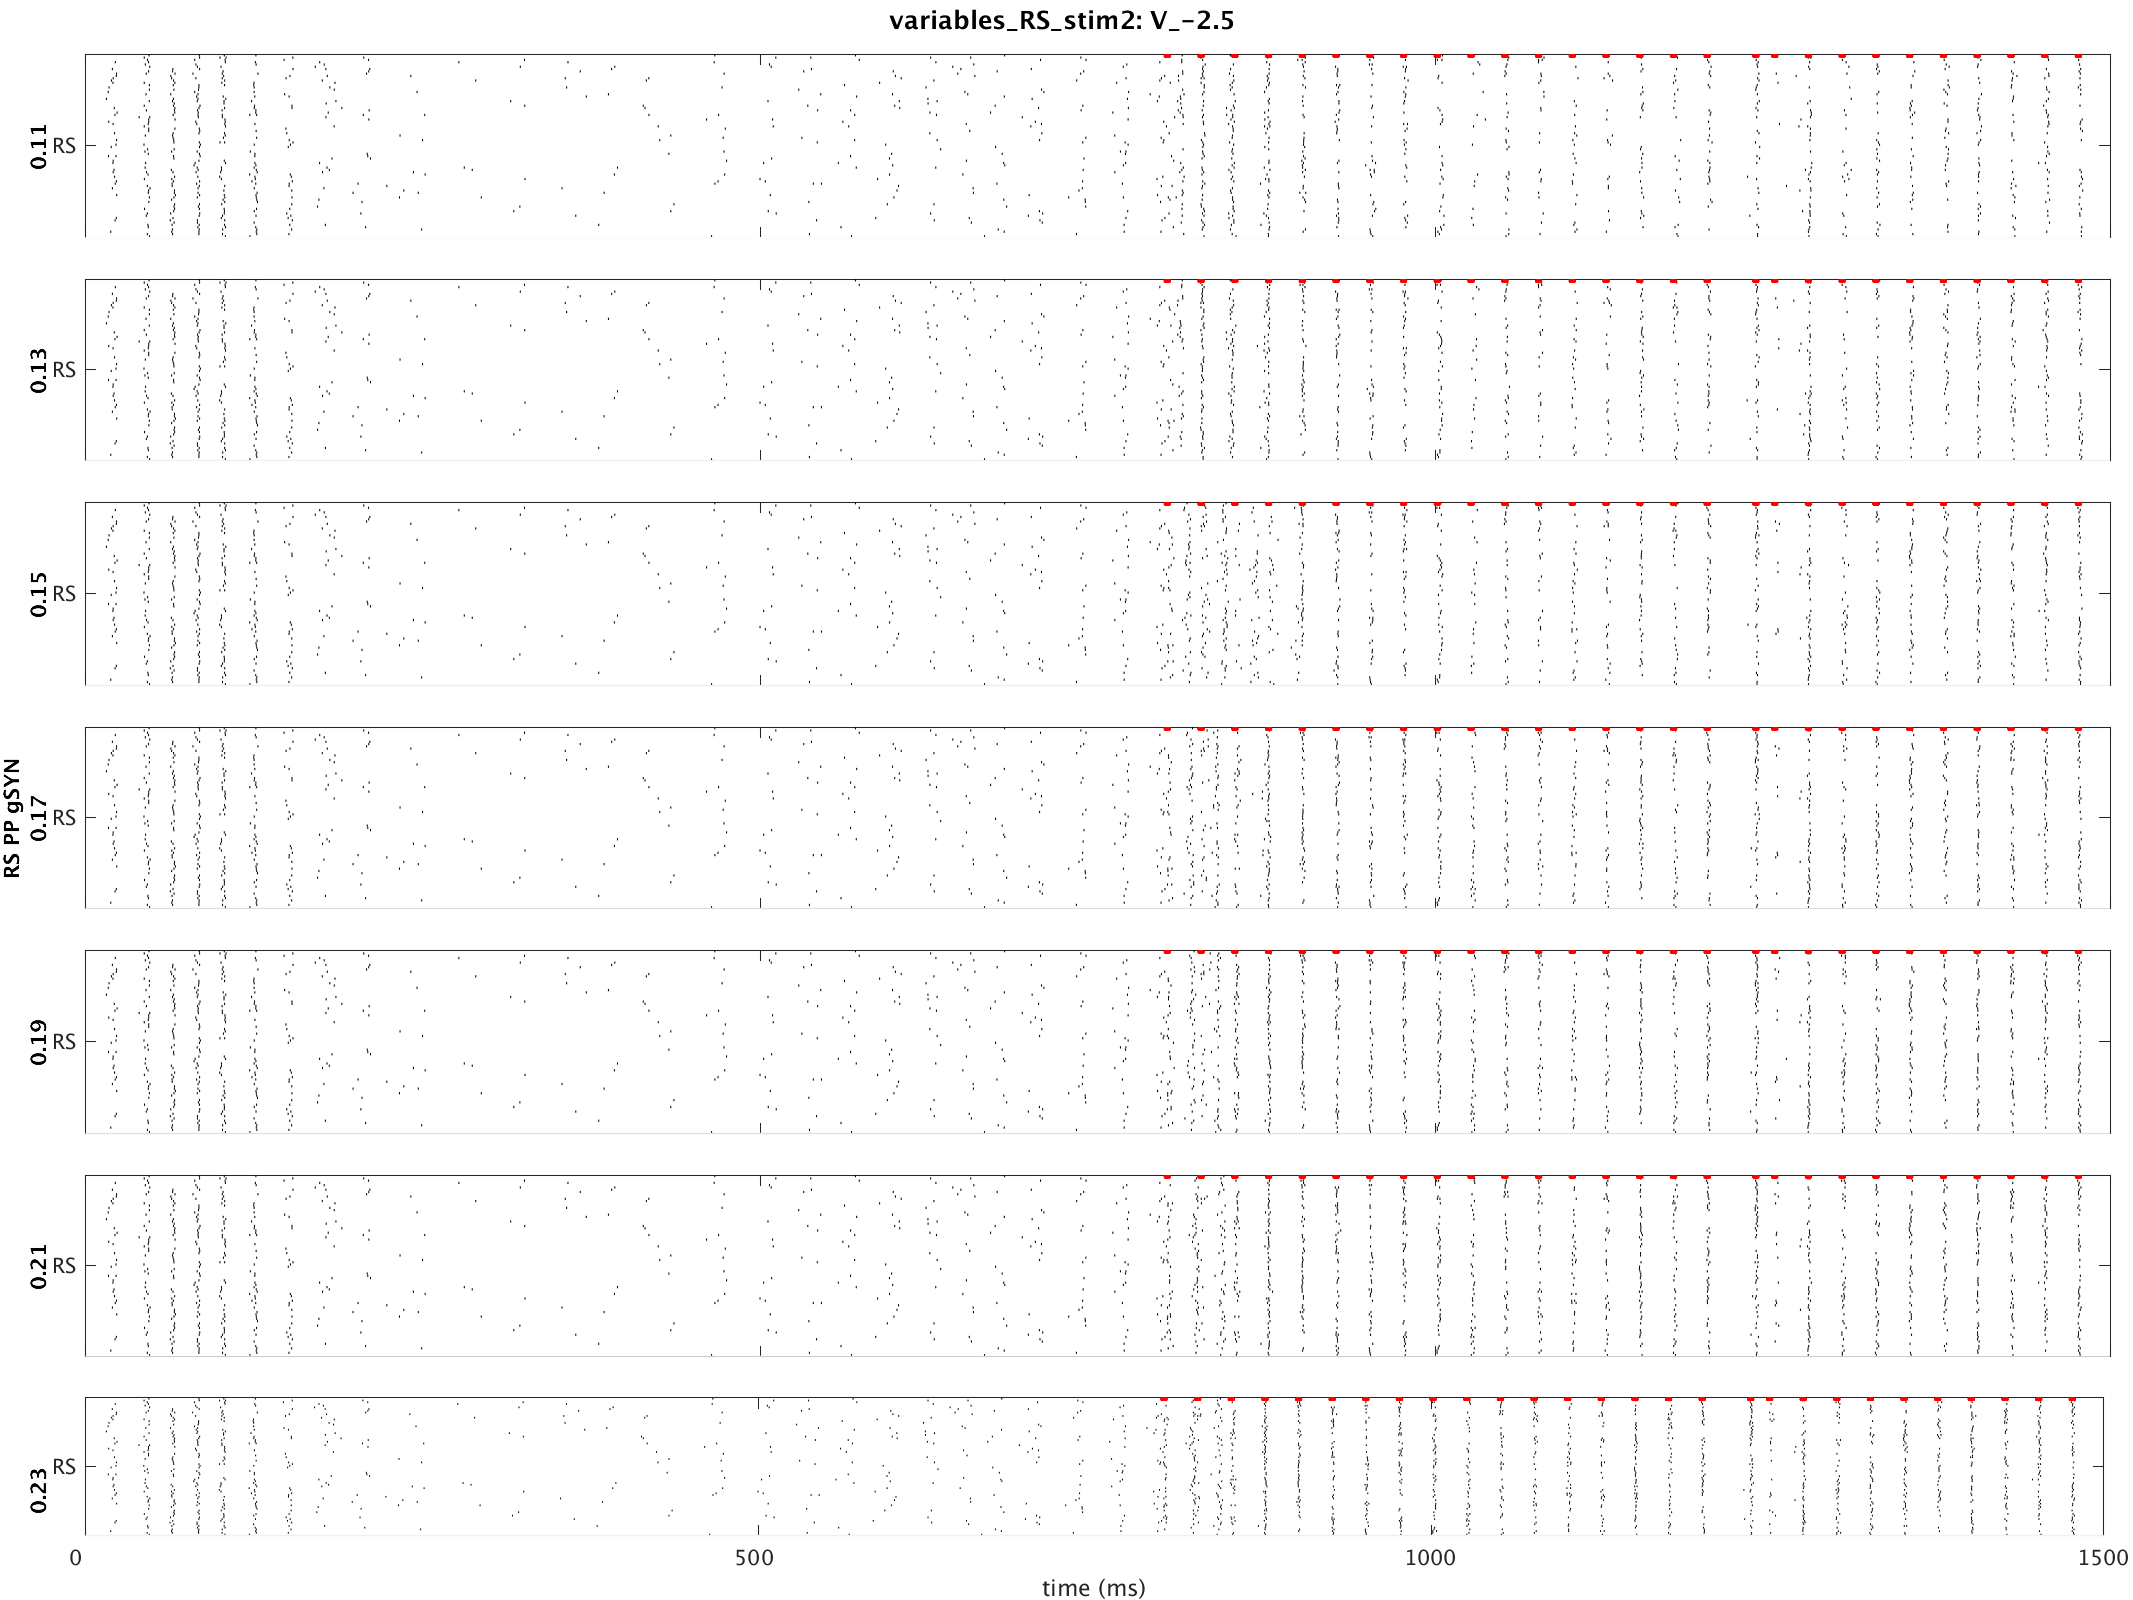 variables_RS_stim2: V_-2.5
RS PP gSYN
0.11
RS
0.13
RS
0.15
RS
0.17
RS
0.19
RS
0.21
RS
0.23
RS
0 500 1000 1500
time (ms)